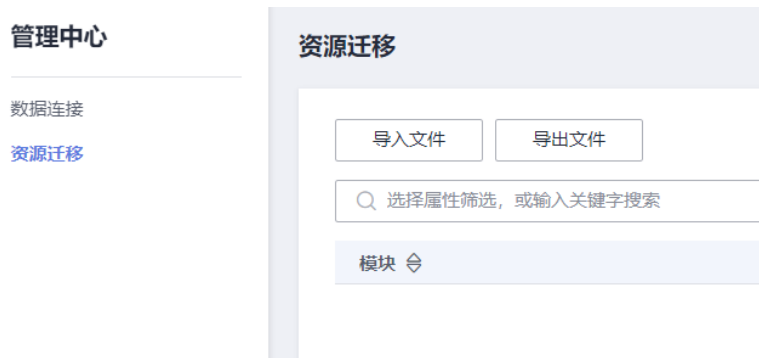 管理中心
数据连接
资源迁移
资源迁移
导入文件 导出文件
选择属性筛选，或输入关键字搜索
模块